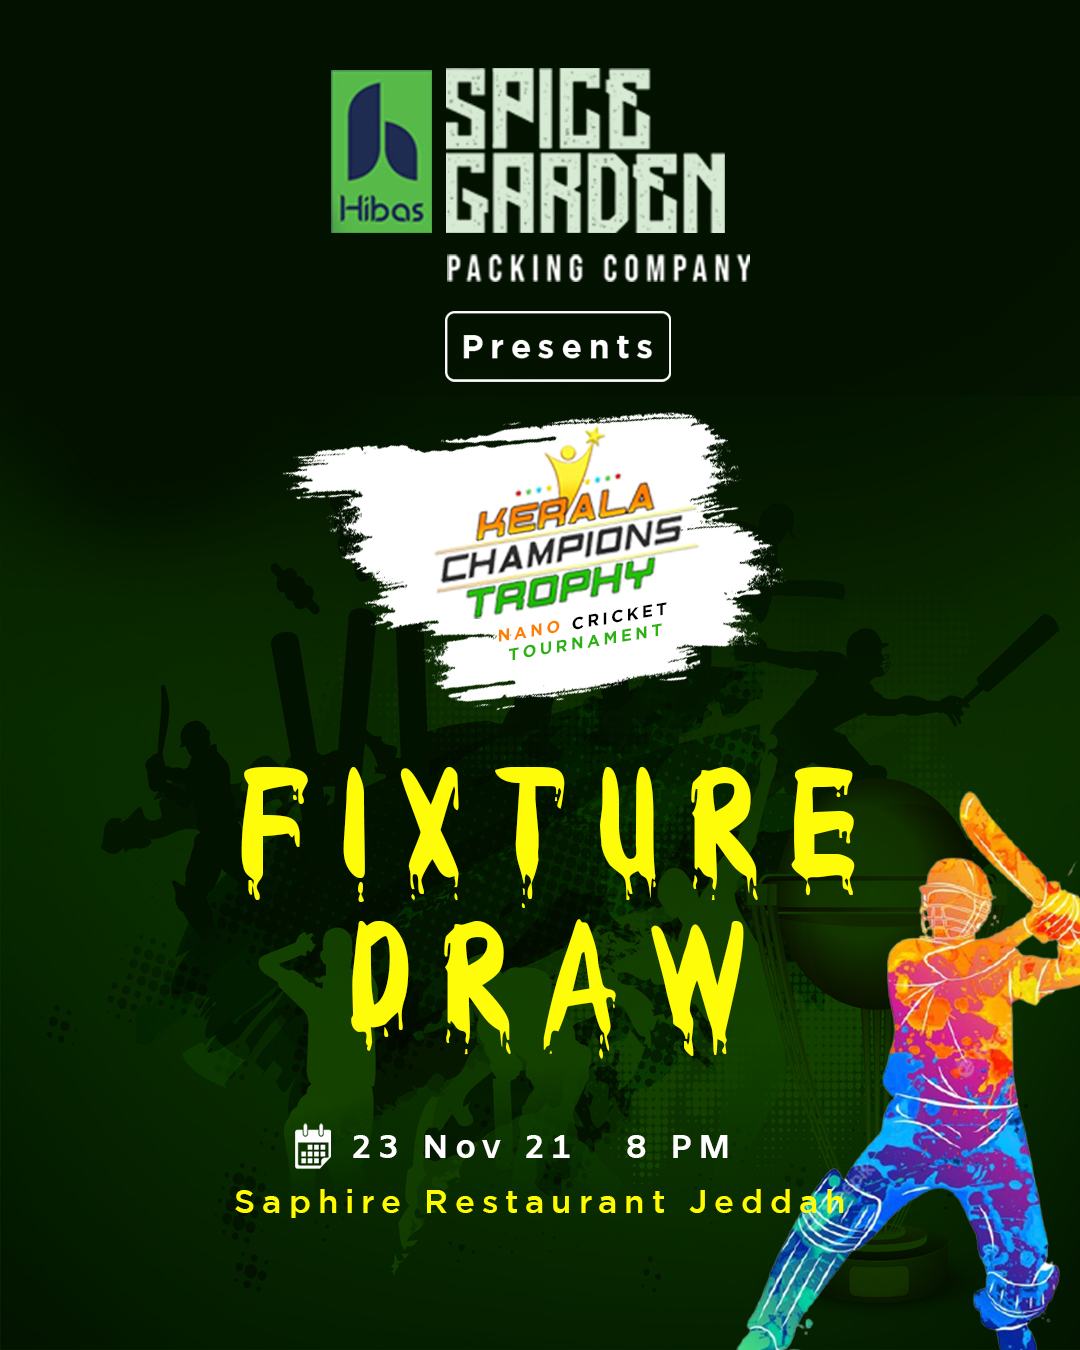 Hibas
SPICE
GARDEN
PACKING COMPANY
Presents
KERALA
CHAMPIONS
TROPHY
NANO CRICKET
TOURNAMENT
FIXTURE
DRAW
23 Nov 21 8 PM
Saphire Restaurant Jeddah